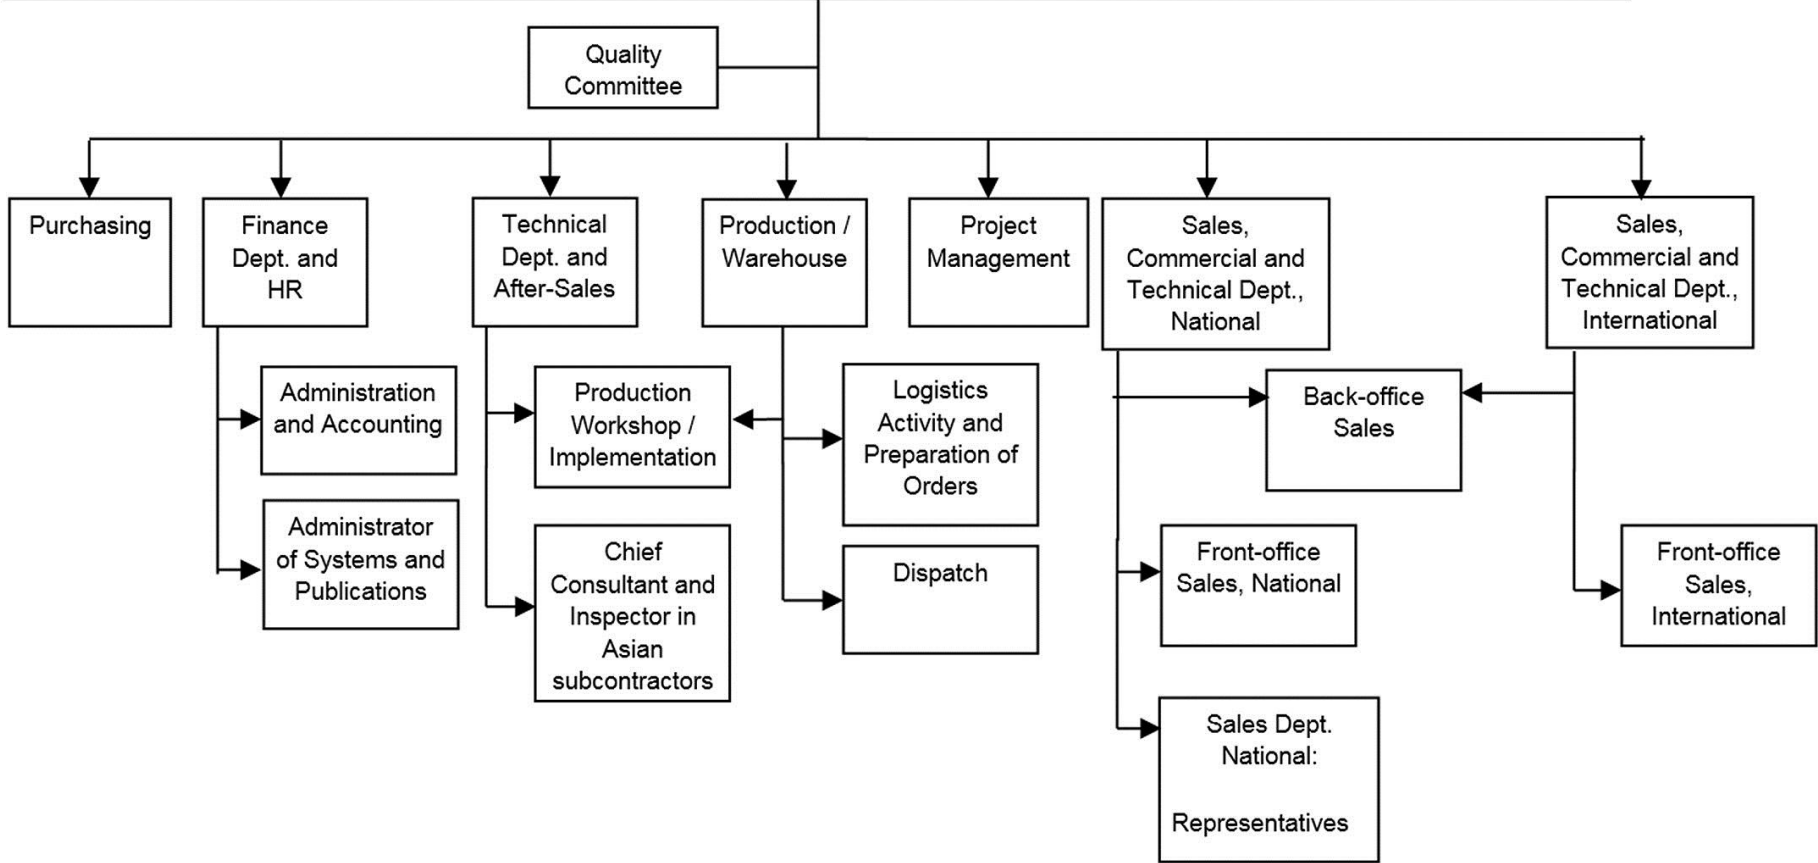 Quality
Committee
Purchasing
Finance
Dept. and
HR
Technical
Dept. and
After-Sales
Production /
Warehouse
Project
Management
Sales,
Commercial and
Technical Dept.,
National
Sales,
Commercial and
Technical Dept.,
International
Administration
and Accounting
Production
Workshop /
Implementation
Logistics
Activity and
Preparation of
Orders
Back-office
Sales
Administrator
of Systems and
Publications
Chief
Consultant and
Inspector in
Asian
subcontractors
Dispatch
Front-office
Sales, National
Front-office
Sales,
International
Sales Dept.
National:
Representatives